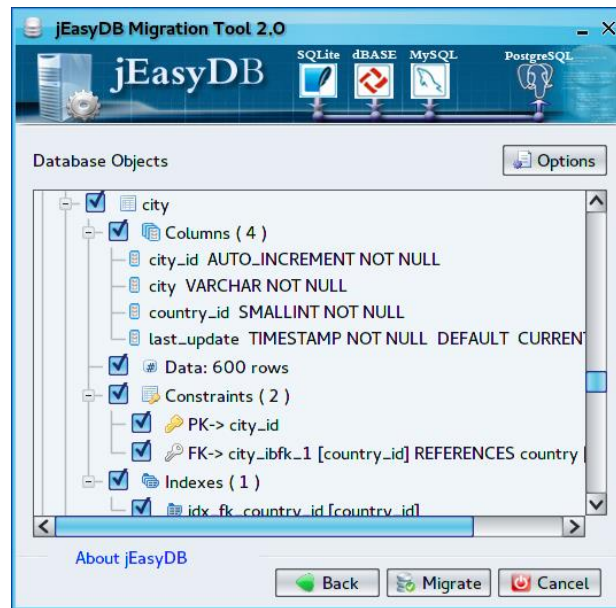 jEasyDB Migration Tool 2.0
jEasyDB
SQLite dBASE MySQL PostgreSQL
Database Objects
Options
city
Columns ( 4 )
city_id AUTO_INCREMENT NOT NULL
city VARCHAR NOT NULL
country_id SMALLINT NOT NULL
last_update TIMESTAMP NOT NULL DEFAULT CURREN
Data: 600 rows
Constraints ( 2 )
PK-> city_id
FK-> city_ibfk_1 [country_id] REFERENCES country [
Indexes ( 1 )
idx_fk_country_id [country_id]
About jEasyDB
Back Migrate Cancel